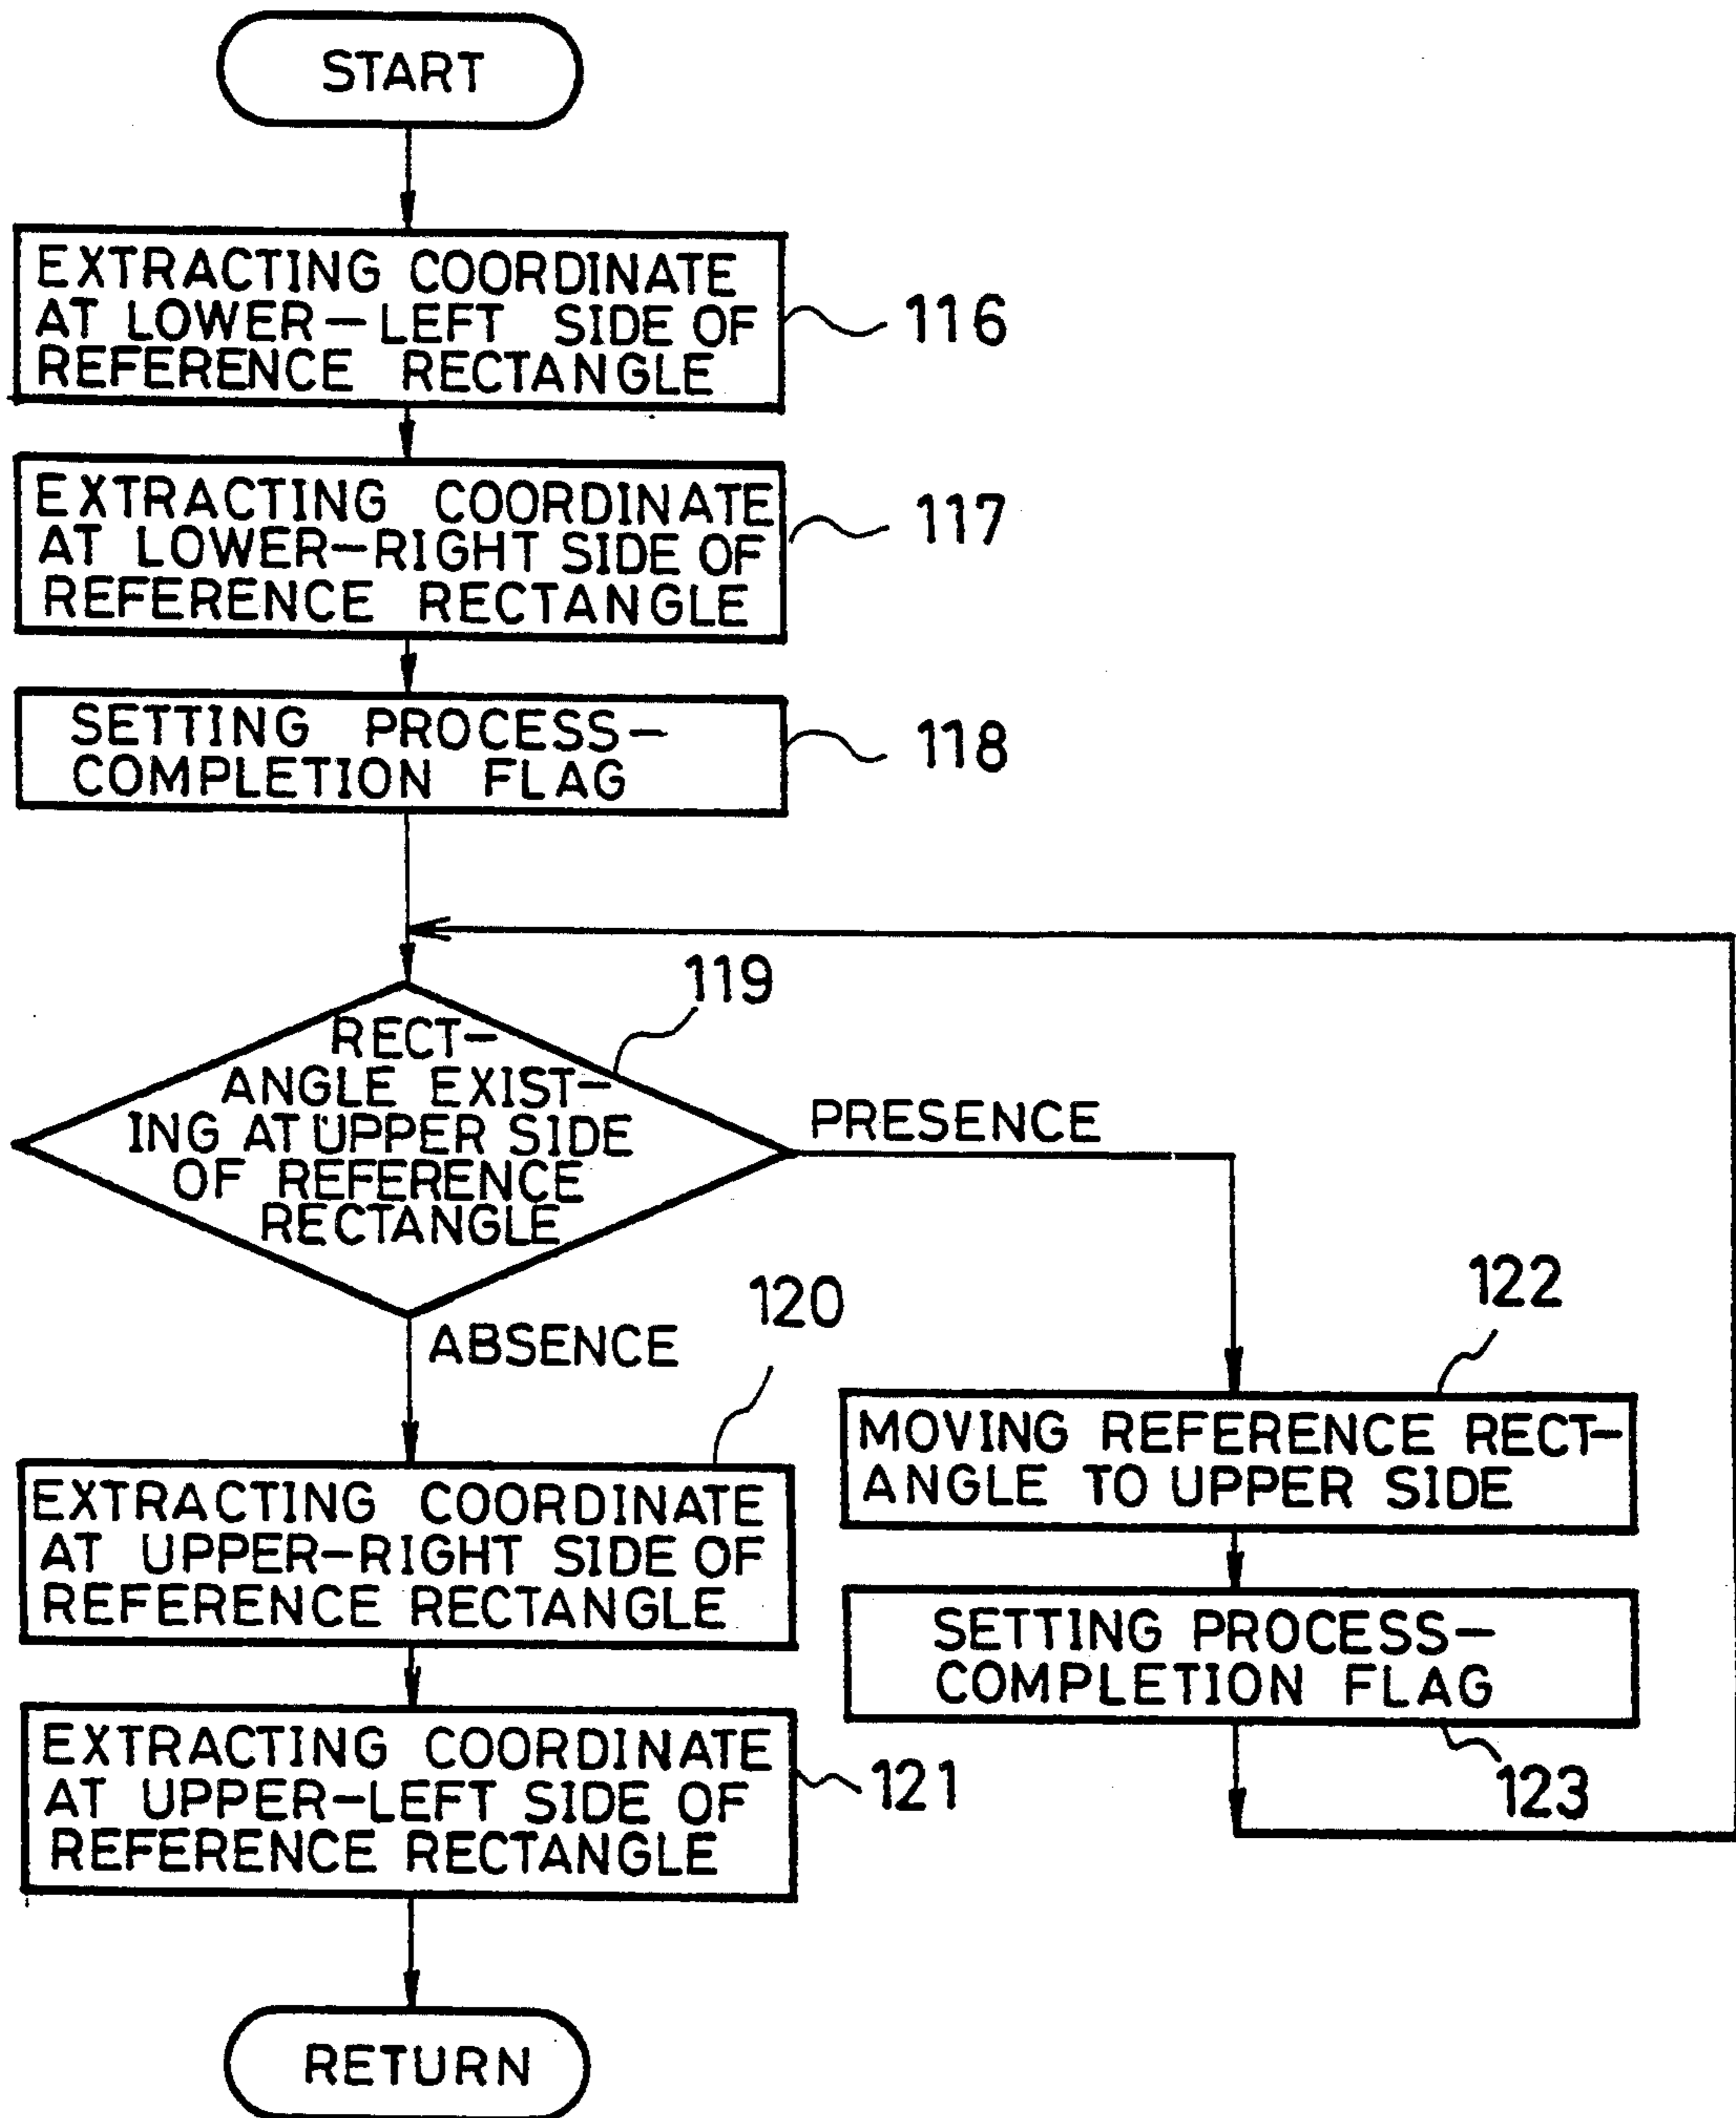 START
EXTRACTING COORDINATE
AT LOWER-LEFT SIDE OF
REFERENCE RECTANGLE
116
EXTRACTING COORDINATE
AT LOWER-RIGHT SIDE OF
REFERENCE RECTANGLE
117
SETTING PROCESS-
COMPLETION FLAG
118
119
RECT-
ANGLE EXIST-
ING AT UPPER SIDE
OF REFERENCE
RECTANGLE
PRESENCE
ABSENCE
120
EXTRACTING COORDINATE
AT UPPER-RIGHT SIDE OF
REFERENCE RECTANGLE
EXTRACTING COORDINATE
AT UPPER-LEFT SIDE OF
REFERENCE RECTANGLE
121
122
MOVING REFERENCE RECT-
ANGLE TO UPPER SIDE
SETTING PROCESS-
COMPLETION FLAG
123
RETURN